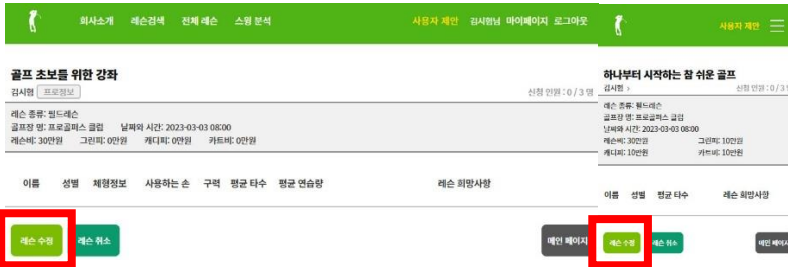 회사소개 레슨검색 전체 레슨 스윙 분석 사용자 제안 김시험님 마이페이지 로그아웃
골프 초보를 위한 강좌
김시험 프로정보 신청 인원 : 0 / 3 명
레슨 종류: 필드레슨
골프장 명: 프로골퍼스 클럽 날짜와 시간: 2023-03-03 08:00
레슨비: 30만원 그린피: 0만원 캐디피: 0만원 카트비: 0만원
이름 성별 체형정보 사용하는 손 구력 평균 타수 평균 연습량 레슨 희망사항
레슨 수정 레슨 취소 메인 페이지
사용자 제안
하나부터 시작하는 참 쉬운 골프
김시험 > 신청 인원 : 0 / 3
레슨 종류: 필드레슨
골프장 명: 프로골퍼스 클럽
날짜와 시간: 2023-03-03 08:00
레슨비: 30만원 그린피: 10만원
캐디피: 10만원 카트비: 10만원
이름 성별 평균 타수 레슨 희망사항
레슨 수정 레슨 취소 메인 페이지